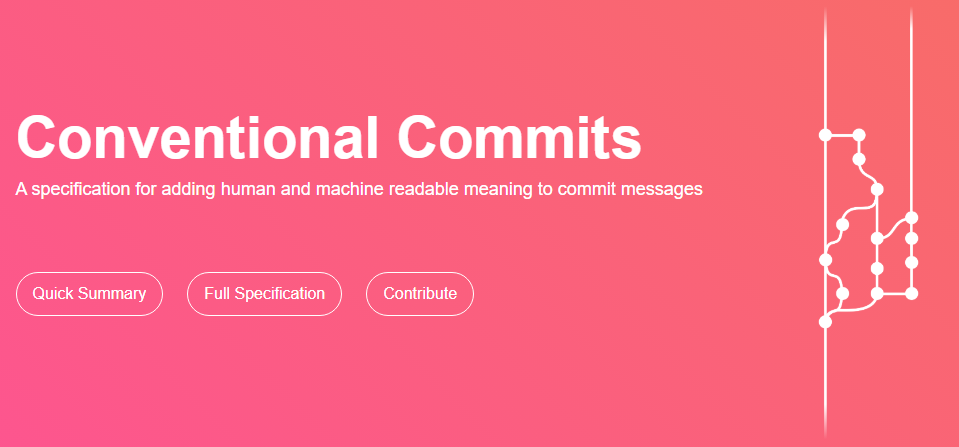 Conventional Commits
A specification for adding human and machine readable meaning to commit messages
Quick Summary
Full Specification
Contribute